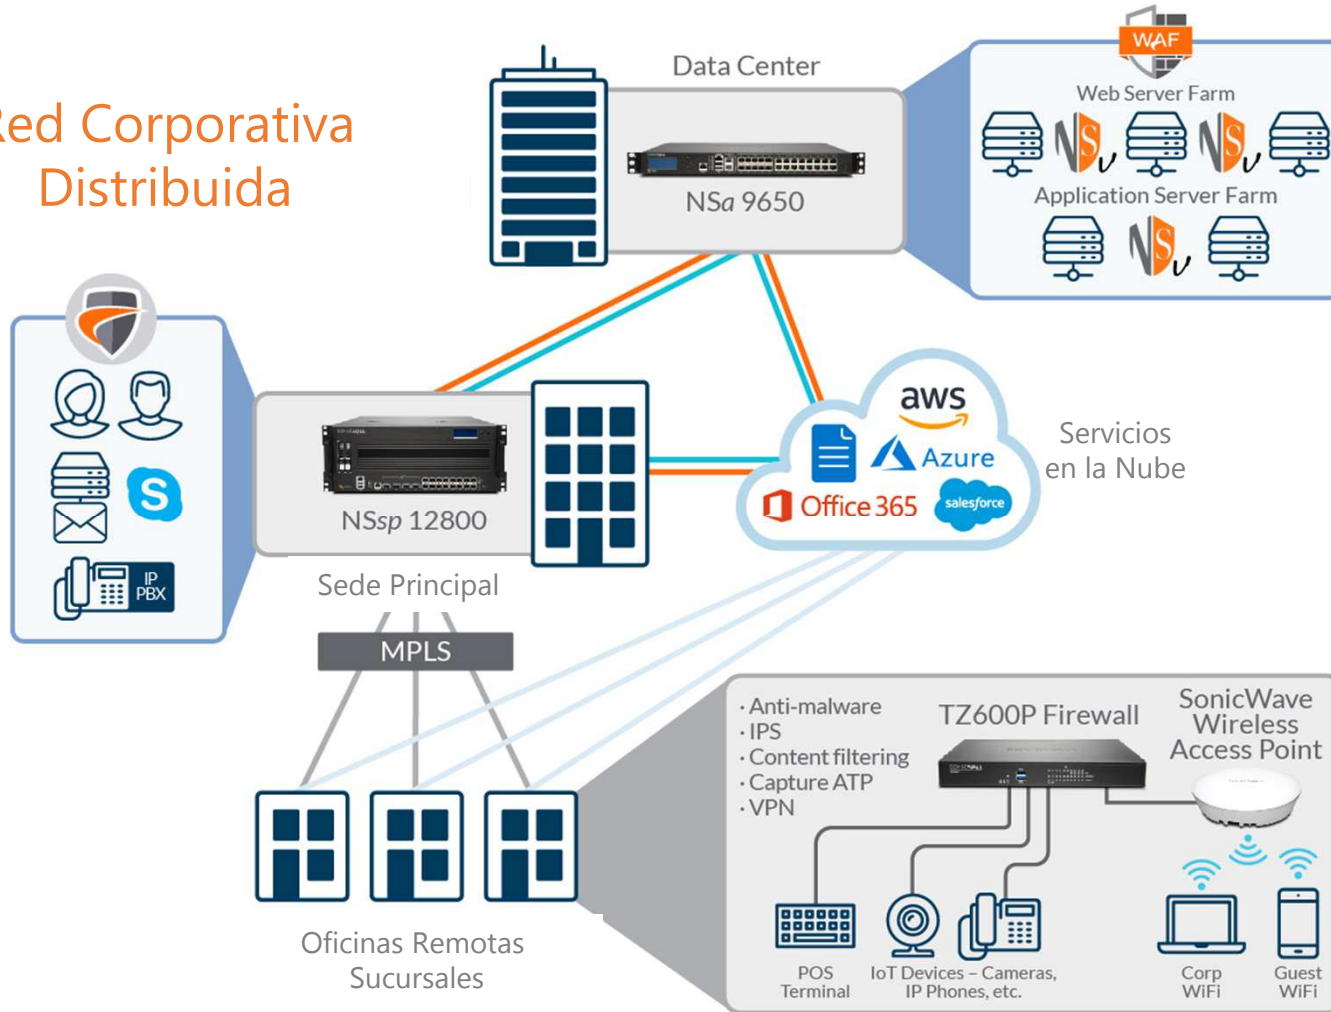 Red Corporativa
Distribuida
Data Center
NSa 9650
WAF
Web Server Farm
NSv
NSv
Application Server Farm
NSv
IP
PBX
NSsp 12800
Sede Principal
MPLS
aws
Azure
Office 365
salesforce
Servicios
en la Nube
Oficinas Remotas
Sucursales
· Anti-malware
· IPS
· Content filtering
· Capture ATP
· VPN
TZ600P Firewall
SonicWave
Wireless
Access Point
POS
Terminal
IoT Devices – Cameras,
IP Phones, etc.
Corp
WiFi
Guest
WiFi